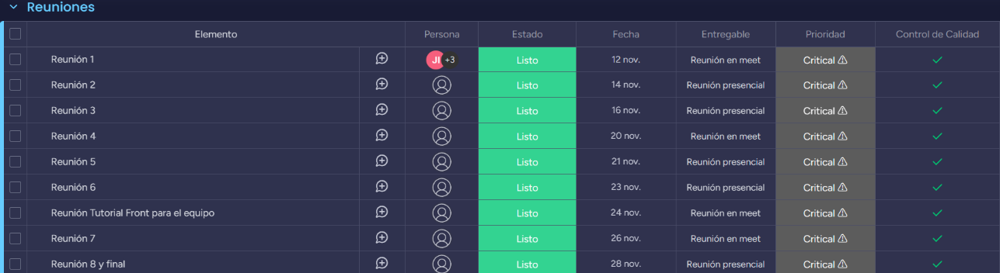 Reuniones
Elemento Persona Estado Fecha Entregable Prioridad Control de Calidad
Reunión 1 JI +3 Listo 12 nov. Reunión en meet Critical
Reunión 2 Listo 14 nov. Reunión presencial Critical
Reunión 3 Listo 16 nov. Reunión presencial Critical
Reunión 4 Listo 20 nov. Reunión en meet Critical
Reunión 5 Listo 21 nov. Reunión presencial Critical
Reunión 6 Listo 23 nov. Reunión presencial Critical
Reunión Tutorial Front para el equipo Listo 24 nov. Reunión en meet Critical
Reunión 7 Listo 26 nov. Reunión en meet Critical
Reunión 8 y final Listo 28 nov. Reunión presencial Critical